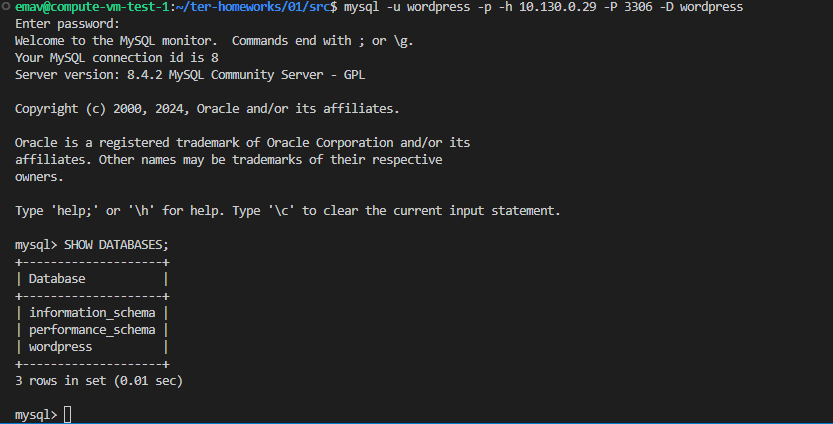 emav@compute-vm-test-1:~/ter-homeworks/01/src$ mysql -u wordpress -p -h 10.130.0.29 -P 3306 -D wordpress
Enter password:
Welcome to the MySQL monitor.  Commands end with ; or \g.
Your MySQL connection id is 8
Server version: 8.4.2 MySQL Community Server - GPL

Copyright (c) 2000, 2024, Oracle and/or its affiliates.

Oracle is a registered trademark of Oracle Corporation and/or its
affiliates. Other names may be trademarks of their respective
owners.

Type 'help;' or '\h' for help. Type '\c' to clear the current input statement.

mysql> SHOW DATABASES;
+--------------------+
| Database           |
+--------------------+
| information_schema |
| performance_schema |
| wordpress          |
+--------------------+
3 rows in set (0.01 sec)

mysql>